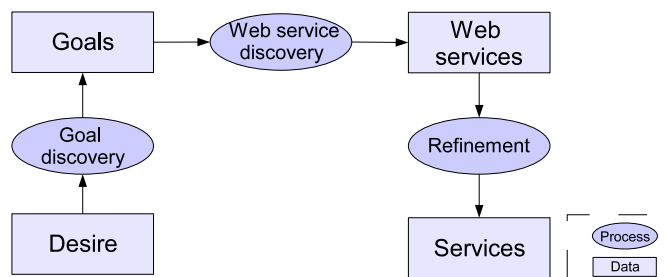 Goals
Web service
discovery
Web
services
Goal
discovery
Refinement
Desire
Services
Process
Data